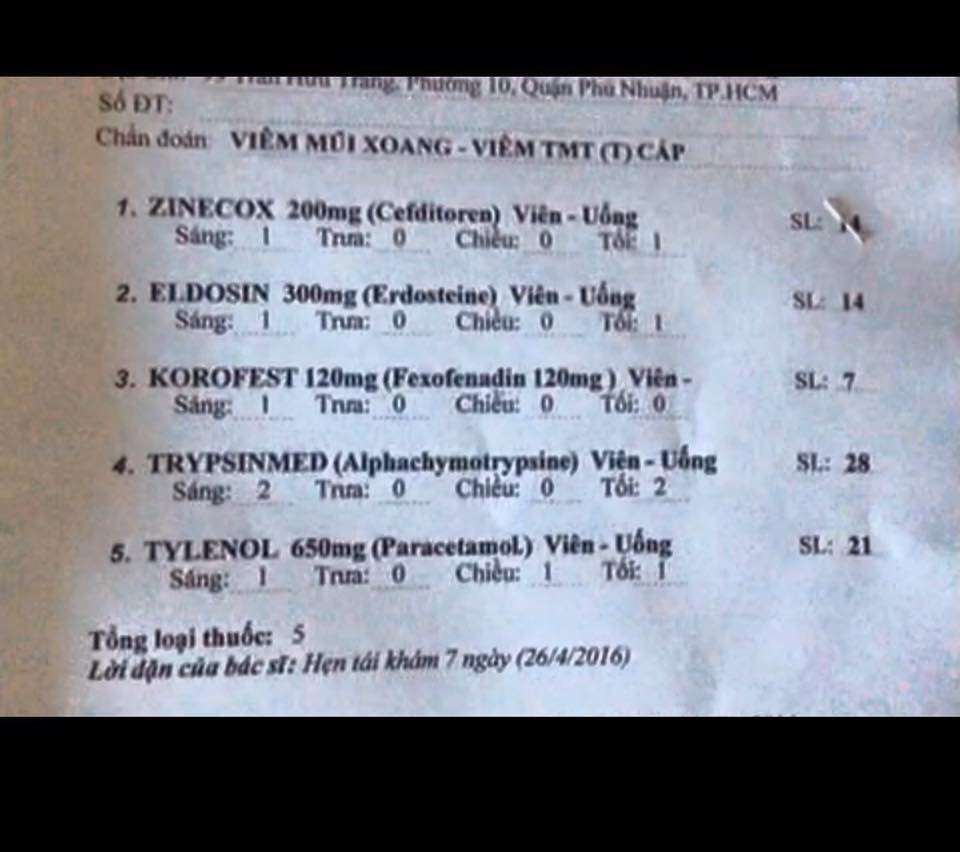 Trần Hữu Trang, Phường 10, Quận Phú Nhuận, TP.HCM
Số ĐT:
Chẩn đoán: VIÊM MŨI XOANG - VIÊM TMT (T) CẤP
1. ZINECOX 200mg (Cefditoren) Viên - Uống SL: 14
Sáng: 1 Trưa: 0 Chiều: 0 Tối: 1
2. ELDOSIN 300mg (Erdosteine) Viên - Uống SL: 14
Sáng: 1 Trưa: 0 Chiều: 0 Tối: 1
3. KOROFEST 120mg (Fexofenadin 120mg ) Viên - SL: 7
Sáng: 1 Trưa: 0 Chiều: 0 Tối: 0
4. TRYPSINMED (Alphachymotrypsine) Viên - Uống SL: 28
Sáng: 2 Trưa: 0 Chiều: 0 Tối: 2
5. TYLENOL 650mg (Paracetamol.) Viên - Uống SL: 21
Sáng: 1 Trưa: 0 Chiều: 1 Tối: 1
Tổng loại thuốc: 5
Lời dặn của bác sĩ: Hẹn tái khám 7 ngày (26/4/2016)